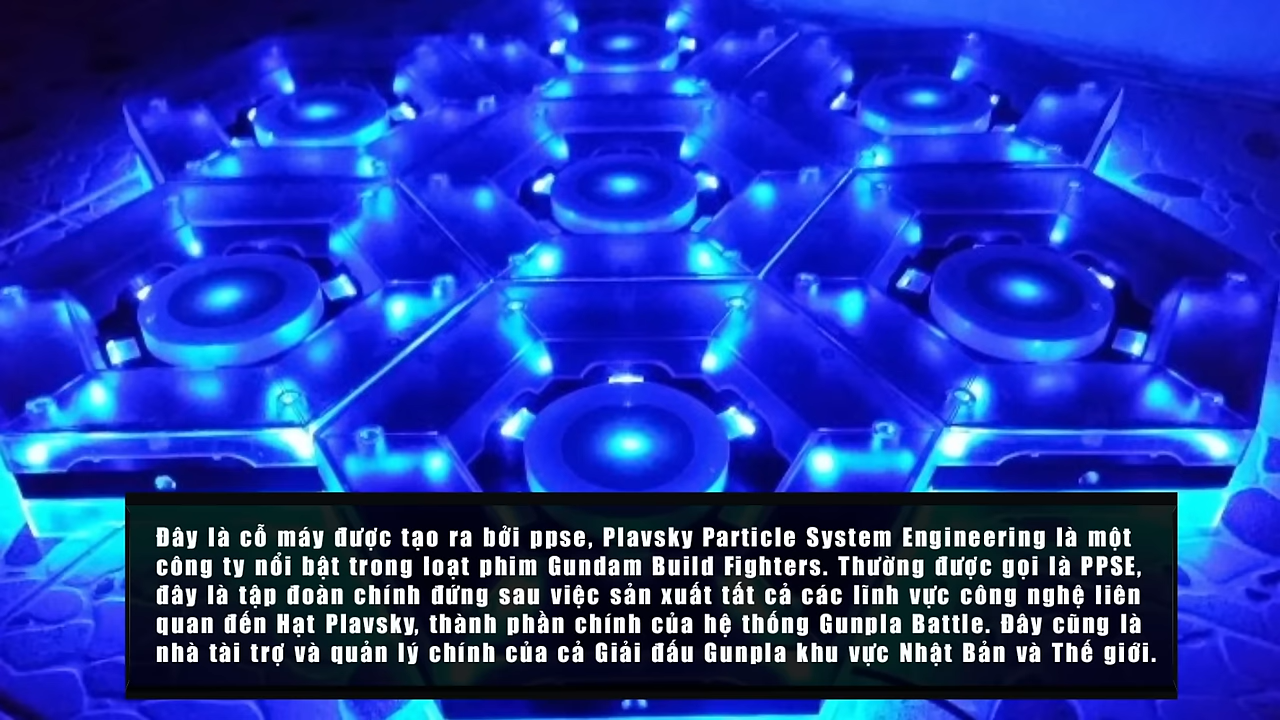 Đây là cỗ máy được tạo ra bởi ppse, Plavsky Particle System Engineering là một
công ty nổi bật trong loạt phim Gundam Build Fighters. Thường được gọi là PPSE,
đây là tập đoàn chính đứng sau việc sản xuất tất cả các lĩnh vực công nghệ liên
quan đến Hạt Plavsky, thành phần chính của hệ thống Gunpla Battle. Đây cũng là
nhà tài trợ và quản lý chính của cả Giải đấu Gunpla khu vực Nhật Bản và Thế giới.